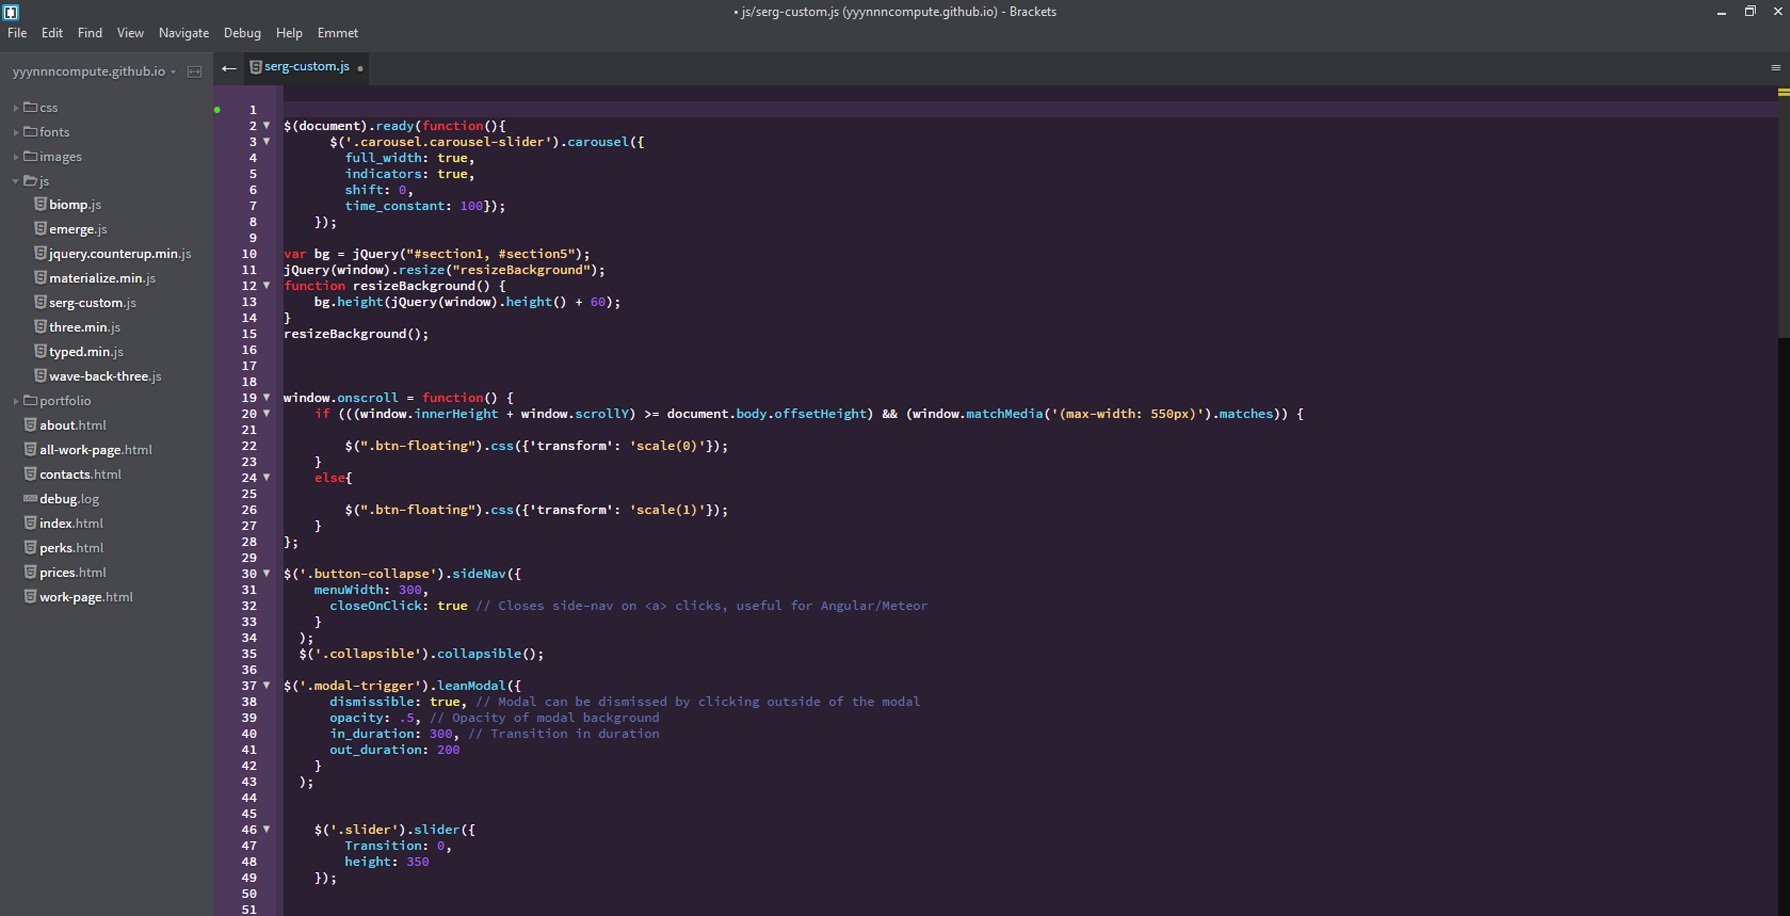 • js/serg-custom.js (yyynnncompute.github.io) - Brackets
File Edit Find View Navigate Debug Help Emmet
yyynnncompute.github.io
css
fonts
images
js
biomp.js
emerge.js
jquery.counterup.min.js
materialize.min.js
serg-custom.js
three.min.js
typed.min.js
wave-back-three.js
portfolio
about.html
all-work-page.html
contacts.html
debug.log
index.html
perks.html
prices.html
work-page.html
← serg-custom.js •
1
2 $(document).ready(function(){
3 $('.carousel.carousel-slider').carousel({
4 full_width: true,
5 indicators: true,
6 shift: 0,
7 time_constant: 100});
8 });
9
10 var bg = jQuery("#section1, #section5");
11 jQuery(window).resize("resizeBackground");
12 function resizeBackground() {
13 bg.height(jQuery(window).height() + 60);
14 }
15 resizeBackground();
16
17
18
19 window.onscroll = function() {
20 if (((window.innerHeight + window.scrollY) >= document.body.offsetHeight) && (window.matchMedia('(max-width: 550px)').matches)) {
21
22 $(".btn-floating").css({'transform': 'scale(0)'});
23 }
24 else{
25
26 $(".btn-floating").css({'transform': 'scale(1)'});
27 }
28 };
29
30 $('.button-collapse').sideNav({
31 menuWidth: 300,
32 closeOnClick: true // Closes side-nav on <a> clicks, useful for Angular/Meteor
33 }
34 );
35 $('.collapsible').collapsible();
36
37 $('.modal-trigger').leanModal({
38 dismissible: true, // Modal can be dismissed by clicking outside of the modal
39 opacity: .5, // Opacity of modal background
40 in_duration: 300, // Transition in duration
41 out_duration: 200
42 }
43 );
44
45
46 $('.slider').slider({
47 Transition: 0,
48 height: 350
49 });
50
51